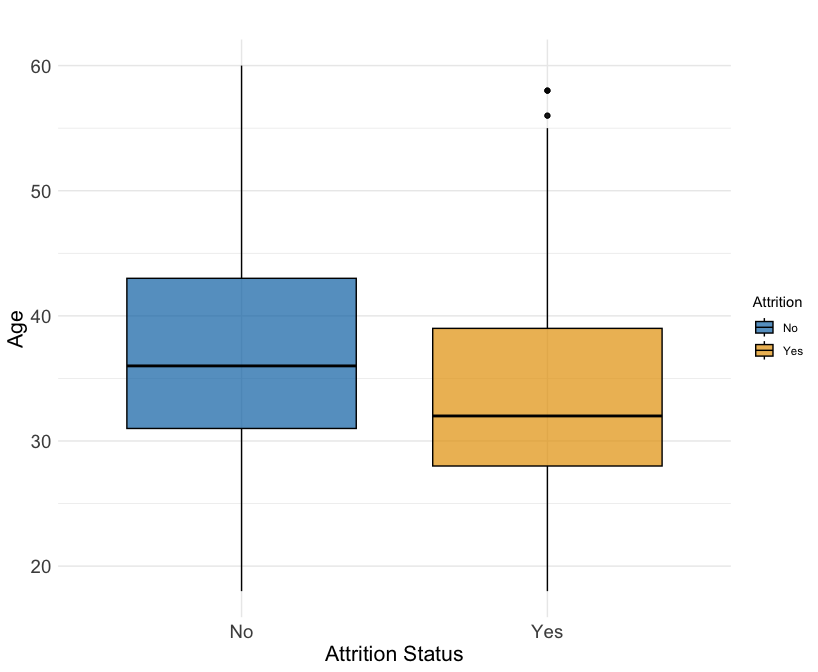 60
50
40
30
20
Age
No
Yes
Attrition Status
Attrition
No
Yes